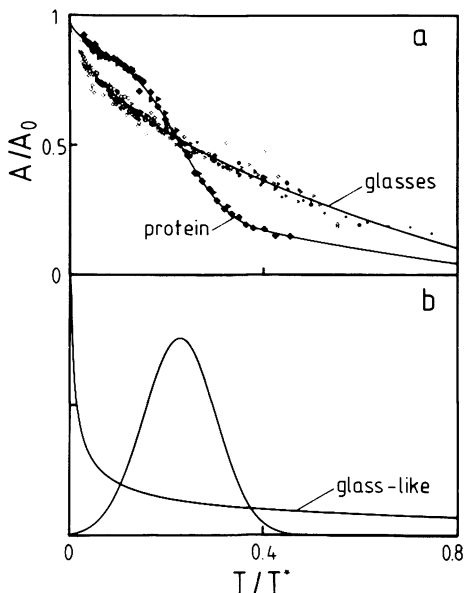 1
a
A/A₀
0.5
glasses
protein
0
b
glass-like
0
0.4
0.8
T/T*